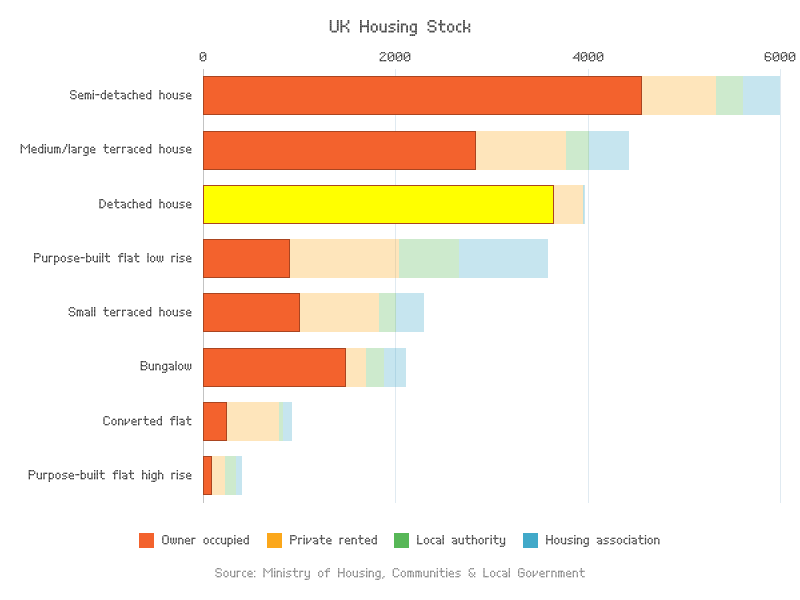 UK Housing Stock
0 2000 4000 6000
Semi-detached house
Medium/large terraced house
Detached house
Purpose-built flat low rise
Small terraced house
Bungalow
Converted flat
Purpose-built flat high rise
Owner occupied Private rented Local authority Housing association
Source: Ministry of Housing, Communities & Local Government